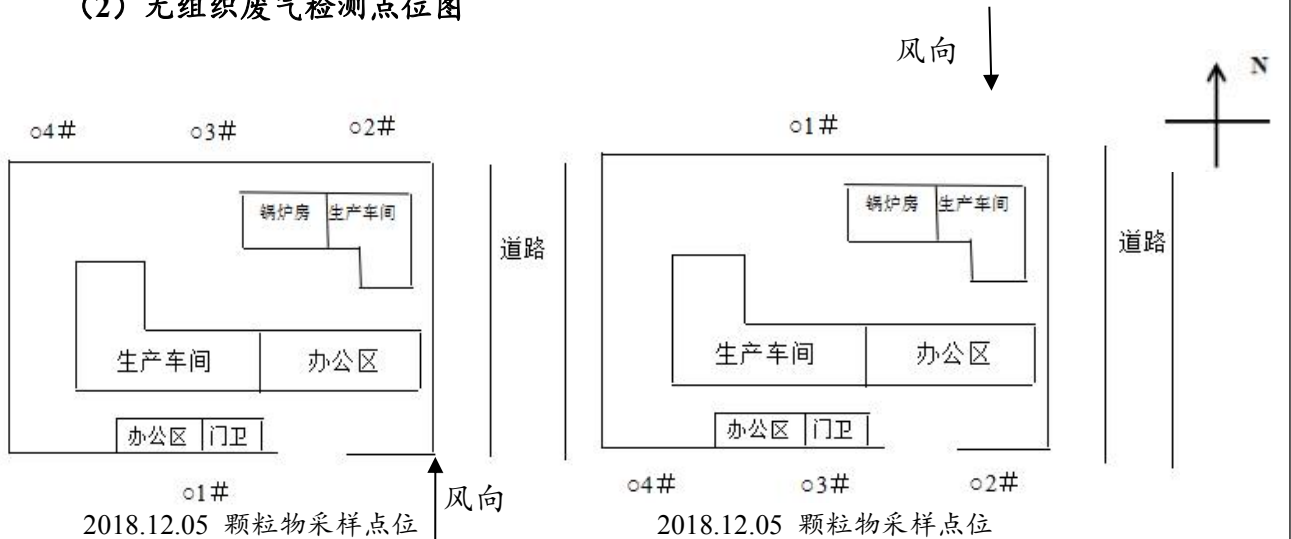 （2）无组织废气检测点位图
风向
N
○4＃ ○3＃ ○2＃
锅炉房 生产车间
道路
生产车间 办公区
办公区 门卫
○1＃
风向
2018.12.05 颗粒物采样点位
○1＃
锅炉房 生产车间
道路
生产车间 办公区
办公区 门卫
○4＃ ○3＃ ○2＃
2018.12.05 颗粒物采样点位